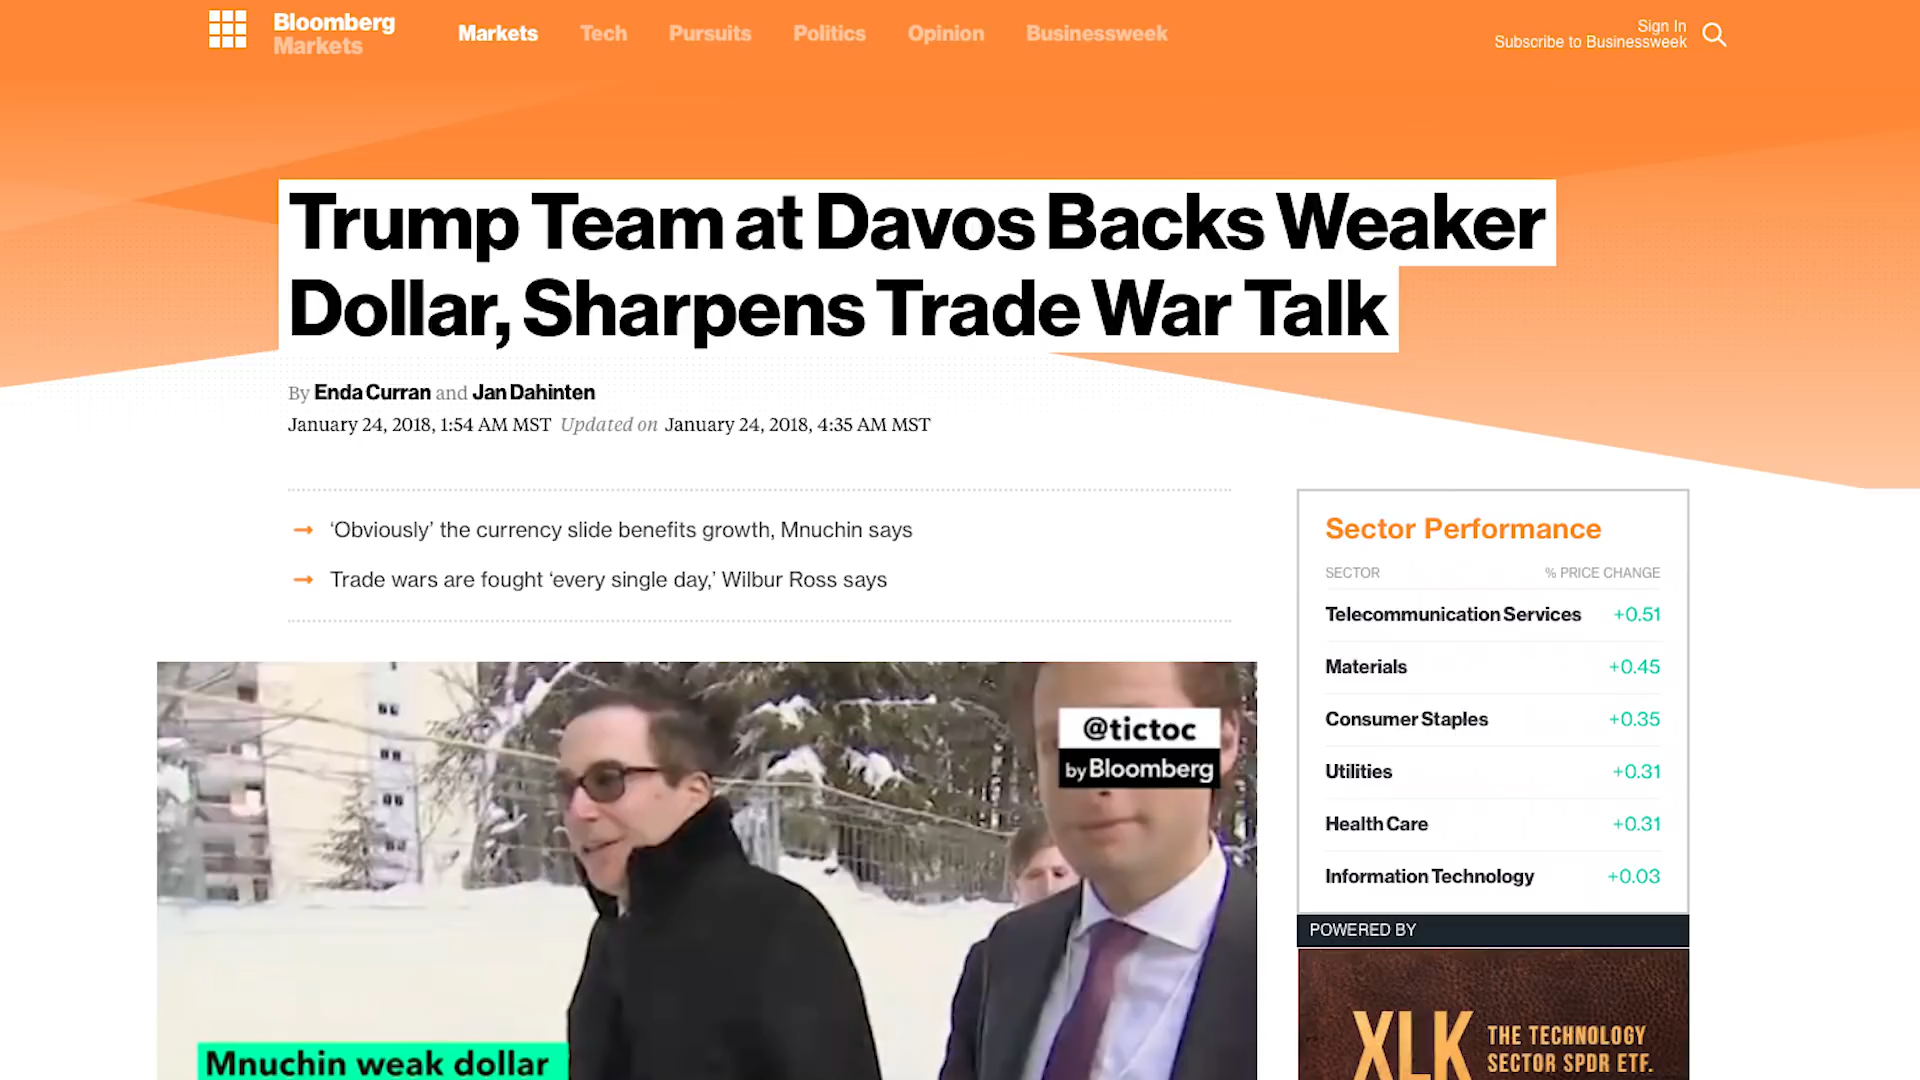 Bloomberg
Markets
Markets
Tech
Pursuits
Politics
Opinion
Businessweek
Sign In
Subscribe to Businessweek
Trump Team at Davos Backs Weaker
Dollar, Sharpens Trade War Talk
By Enda Curran and Jan Dahinten
January 24, 2018, 1:54 AM MST Updated on January 24, 2018, 4:35 AM MST
‘Obviously’ the currency slide benefits growth, Mnuchin says
Trade wars are fought ‘every single day,’ Wilbur Ross says
@tictoc
by Bloomberg
Mnuchin weak dollar
Sector Performance
SECTOR % PRICE CHANGE
Telecommunication Services +0.51
Materials +0.45
Consumer Staples +0.35
Utilities +0.31
Health Care +0.31
Information Technology +0.03
POWERED BY
XLK THE TECHNOLOGY
SECTOR SPDR ETF.